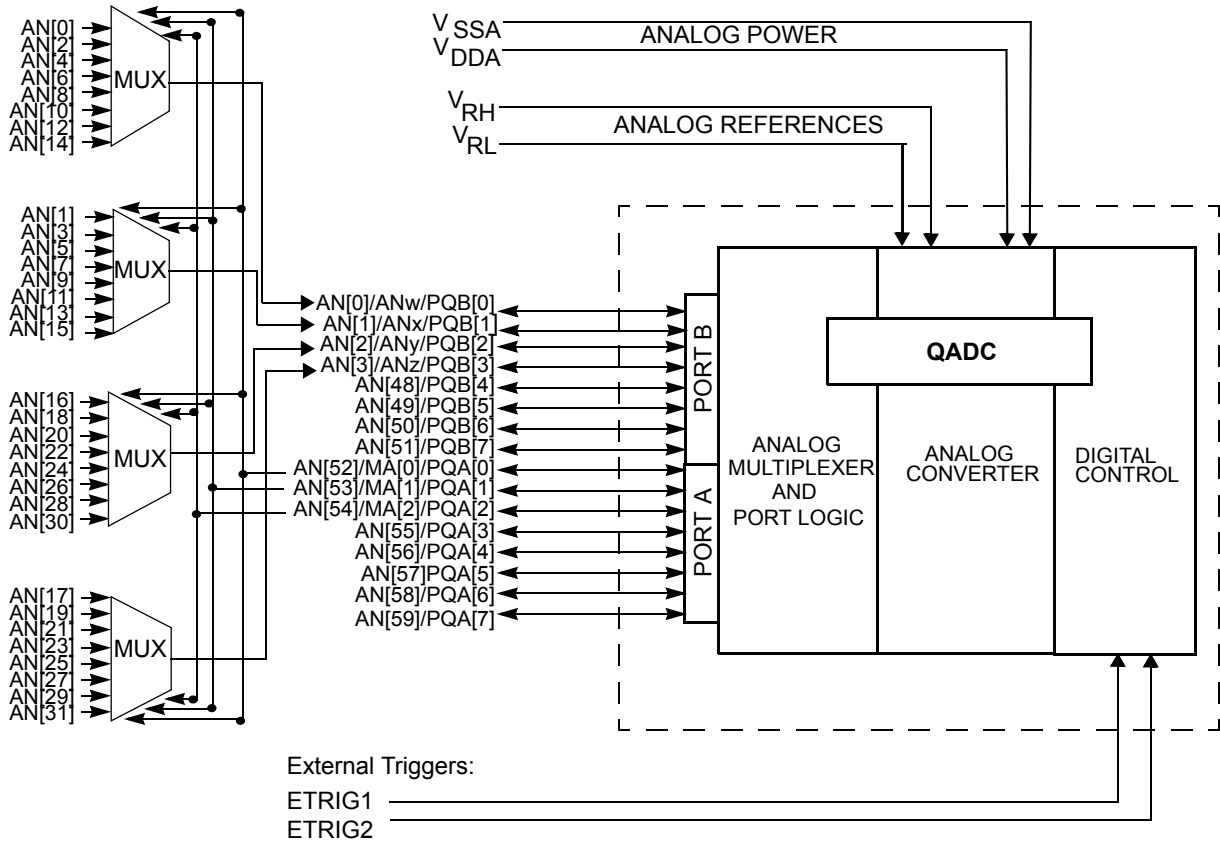 AN[0]
AN[2]
AN[4]
AN[6]
AN[8]
AN[10]
AN[12]
AN[14]
MUX
AN[1]
AN[3]
AN[5]
AN[7]
AN[9]
AN[11]
AN[13]
AN[15]
MUX
AN[16]
AN[18]
AN[20]
AN[22]
AN[24]
AN[26]
AN[28]
AN[30]
MUX
AN[17]
AN[19]
AN[21]
AN[23]
AN[25]
AN[27]
AN[29]
AN[31]
MUX
VSSA
VDDA
ANALOG POWER
VRH
VRL
ANALOG REFERENCES
AN[0]/ANw/PQB[0]
AN[1]/ANx/PQB[1]
AN[2]/ANy/PQB[2]
AN[3]/ANz/PQB[3]
AN[48]/PQB[4]
AN[49]/PQB[5]
AN[50]/PQB[6]
AN[51]/PQB[7]
AN[52]/MA[0]/PQA[0]
AN[53]/MA[1]/PQA[1]
AN[54]/MA[2]/PQA[2]
AN[55]/PQA[3]
AN[56]/PQA[4]
AN[57]PQA[5]
AN[58]/PQA[6]
AN[59]/PQA[7]
PORT B
PORT A
QADC
ANALOG
MULTIPLEXER
AND
PORT LOGIC
ANALOG
CONVERTER
DIGITAL
CONTROL
External Triggers:
ETRIG1
ETRIG2